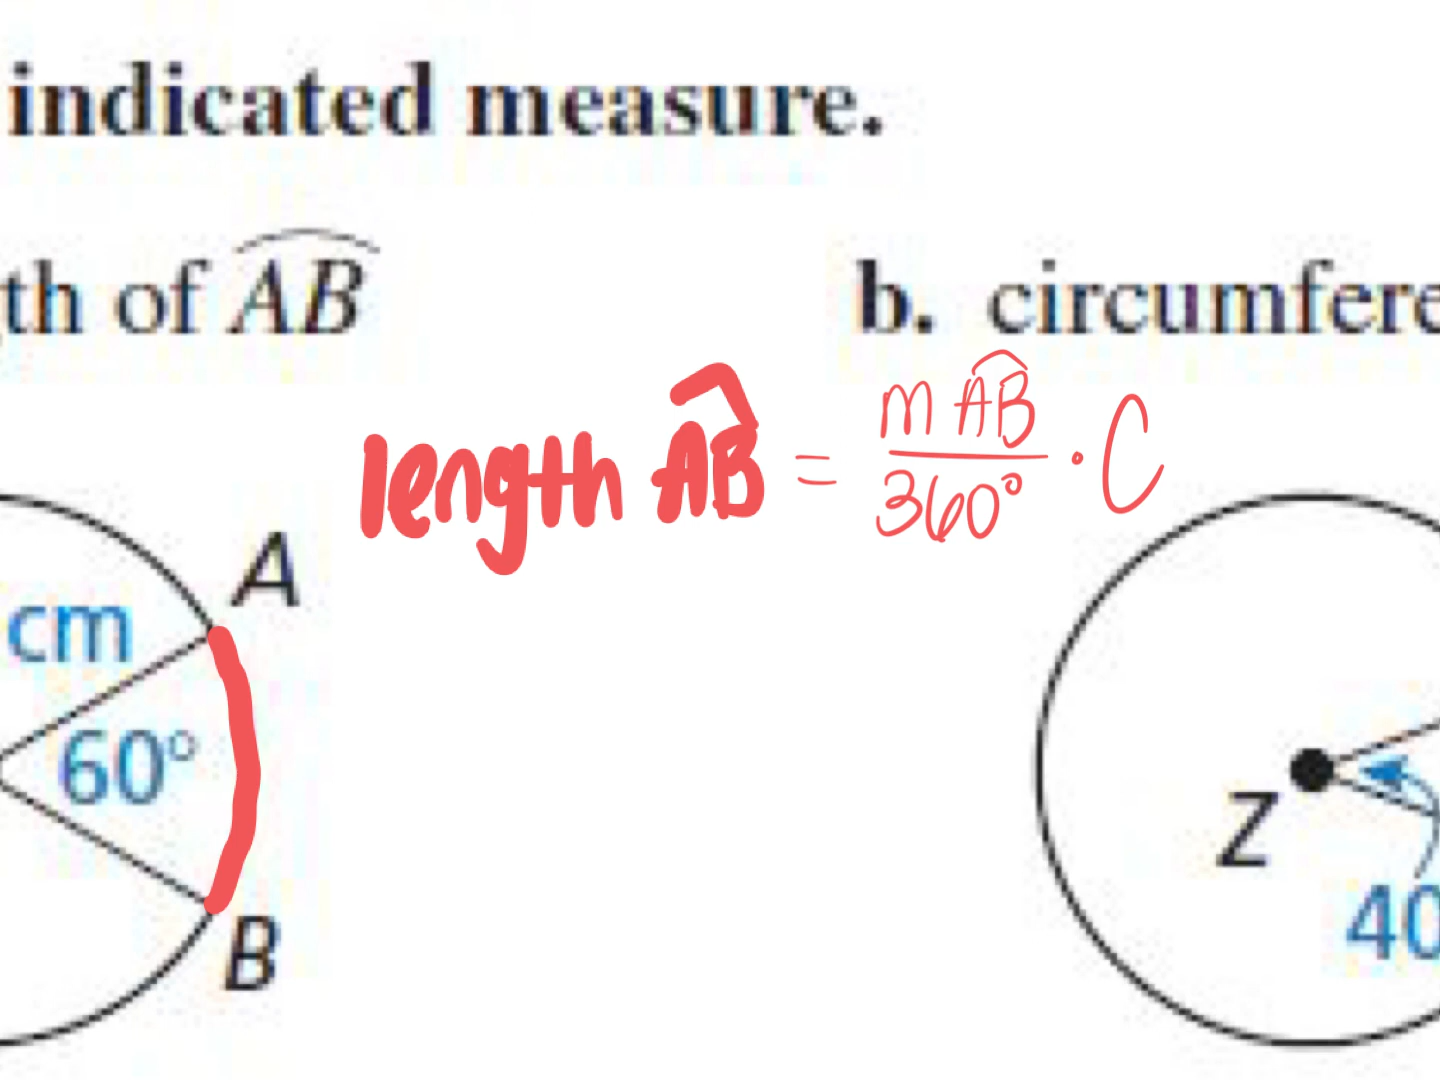 indicated measure.
th of AB
b. circumfere
length AB = m AB / 360° · C
A
cm
60°
B
Z
40